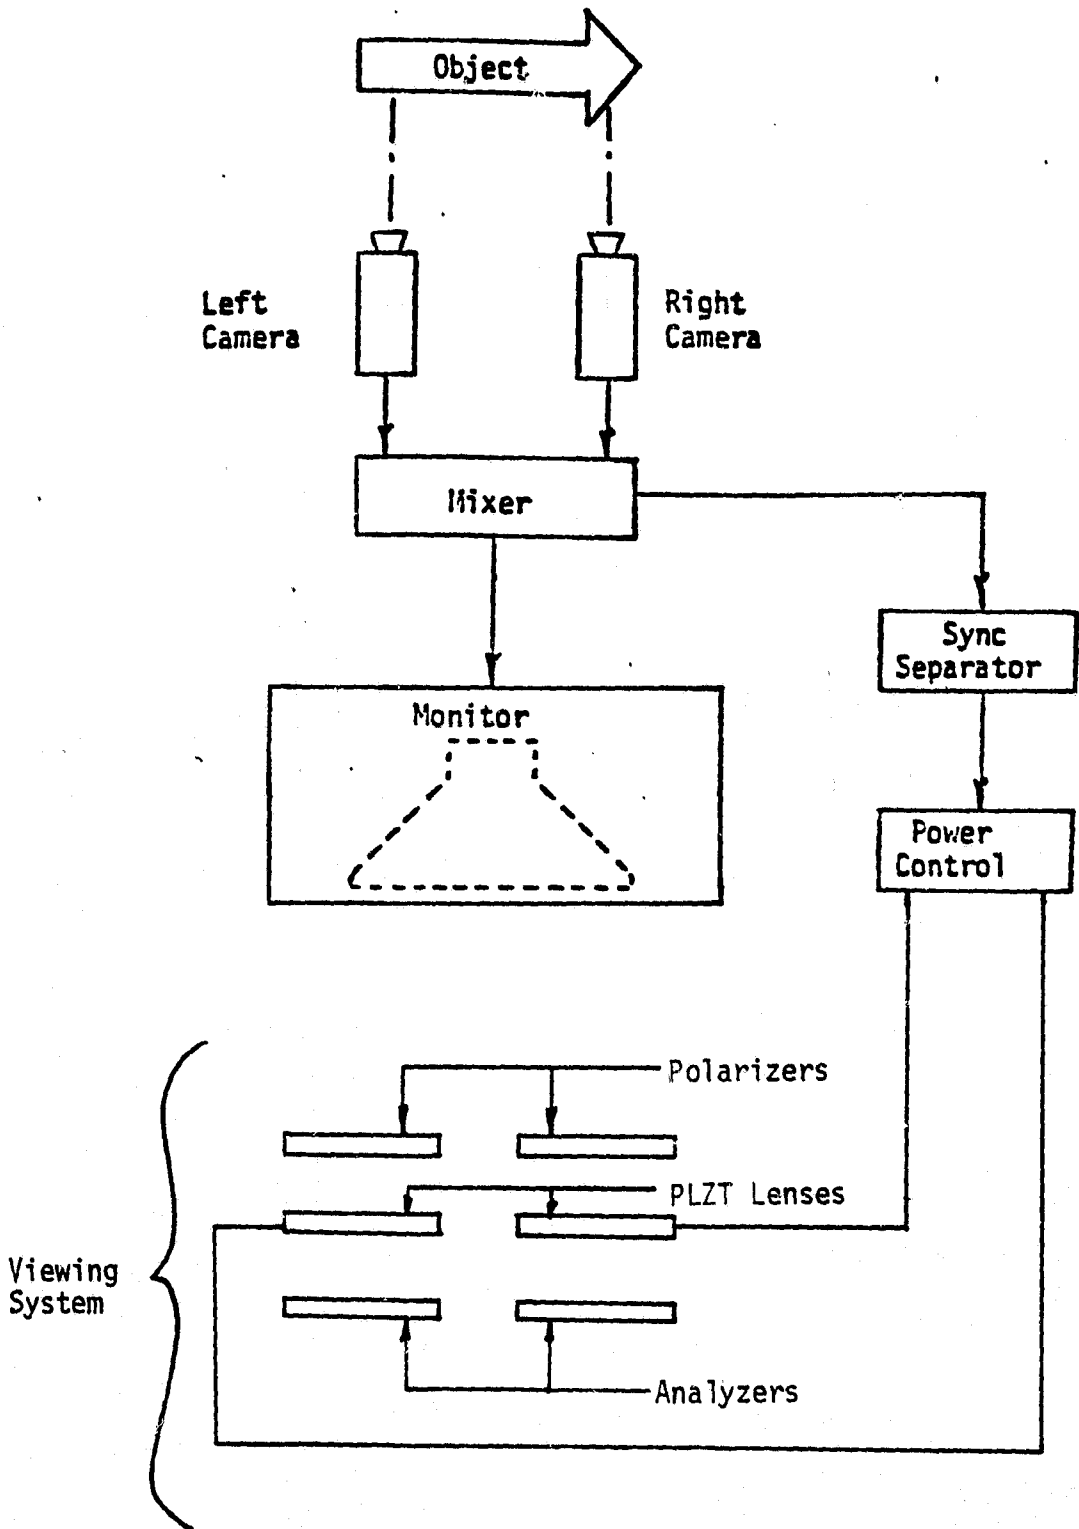 Object
Left
Camera
Right
Camera
Mixer
Sync
Separator
Monitor
Power
Control
Polarizers
PLZT Lenses
Viewing
System
Analyzers